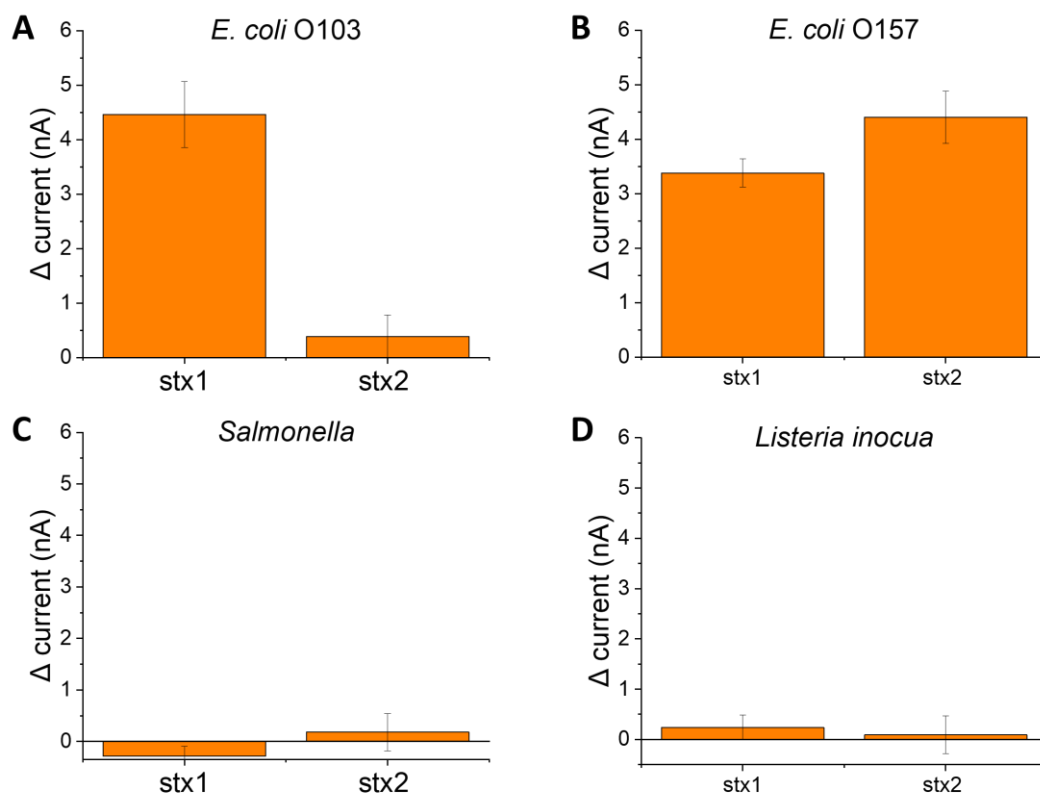 A
E. coli O103
6
5
4
3
2
1
0
Δ current (nA)
stx1
stx2
B
E. coli O157
6
5
4
3
2
1
0
Δ current (nA)
stx1
stx2
C
Salmonella
6
5
4
3
2
1
0
Δ current (nA)
stx1
stx2
D
Listeria inocua
6
5
4
3
2
1
0
Δ current (nA)
stx1
stx2